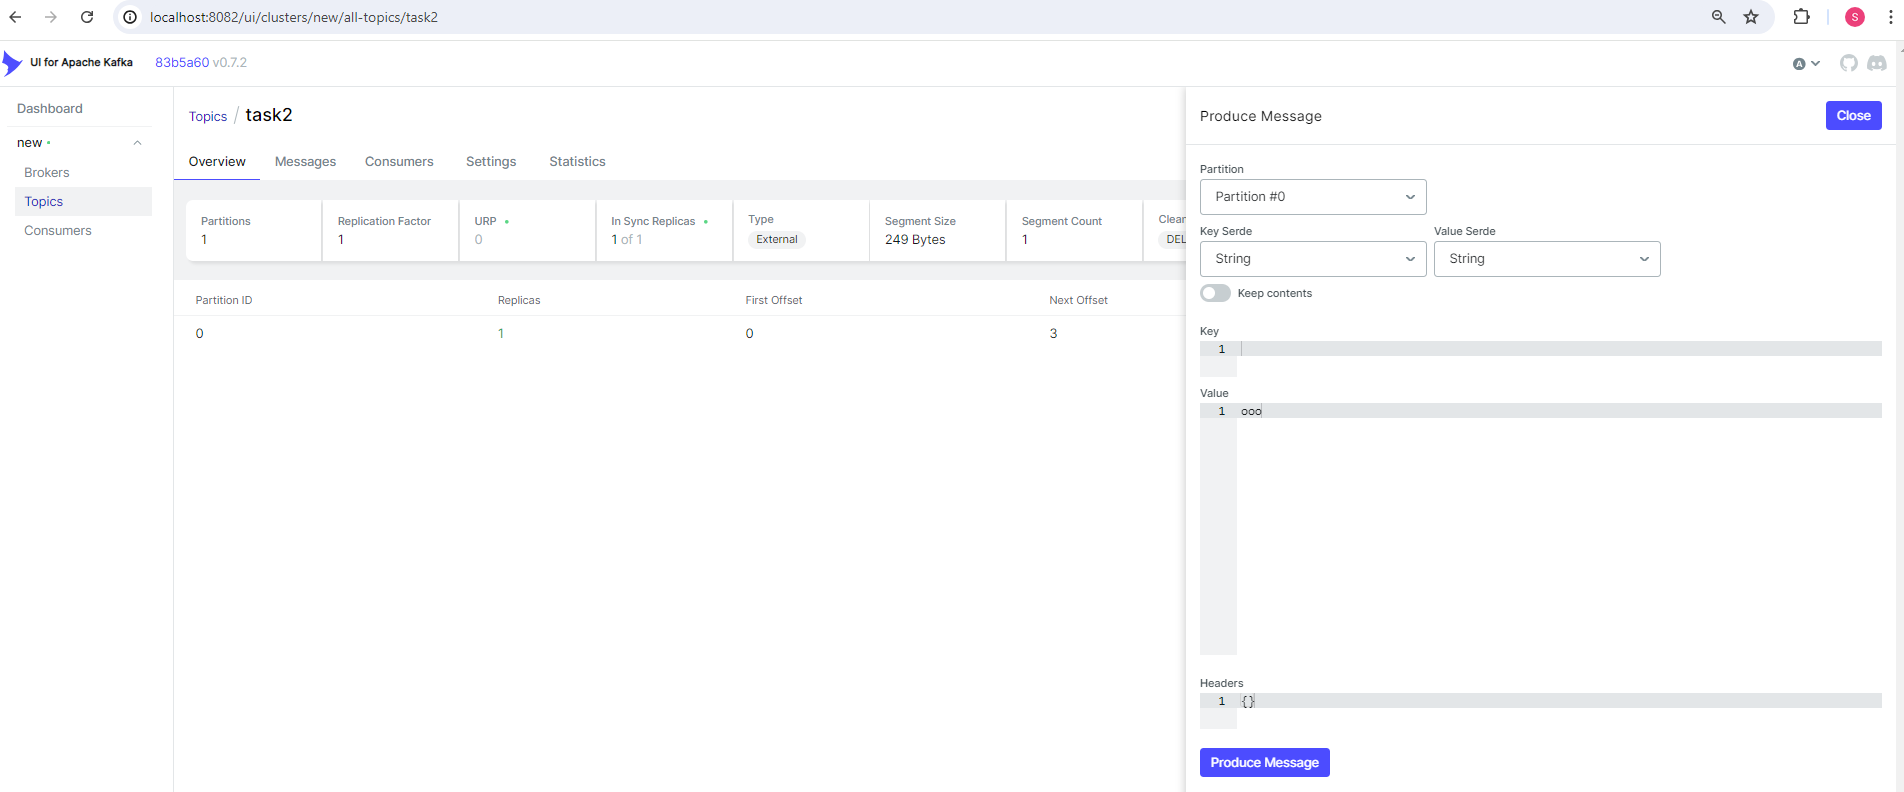 localhost:8082/ui/clusters/new/all-topics/task2
S
UI for Apache Kafka 83b5a60 v0.7.2
A
Dashboard
new
Brokers
Topics
Consumers
Topics / task2
Overview Messages Consumers Settings Statistics
Partitions Replication Factor URP In Sync Replicas Type Segment Size Segment Count Clear
1 1 0 1 of 1 External 249 Bytes 1 DEL
Partition ID Replicas First Offset Next Offset
0 1 0 3
Produce Message Close
Partition
Partition #0
Key Serde Value Serde
String String
Keep contents
Key
1
Value
1 ooo
Headers
1 {}
Produce Message